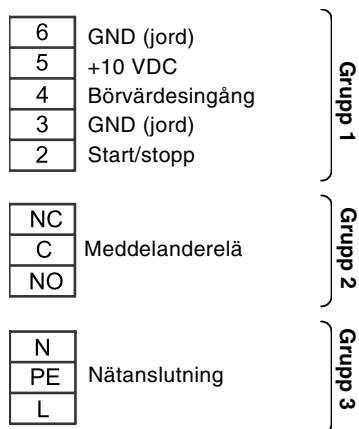 6 GND (jord)
5 +10 VDC
4 Börvärdesingång
3 GND (jord)
2 Start/stopp
Grupp 1
NC
C Meddelanderelä
NO
Grupp 2
N
PE Nätanslutning
L
Grupp 3